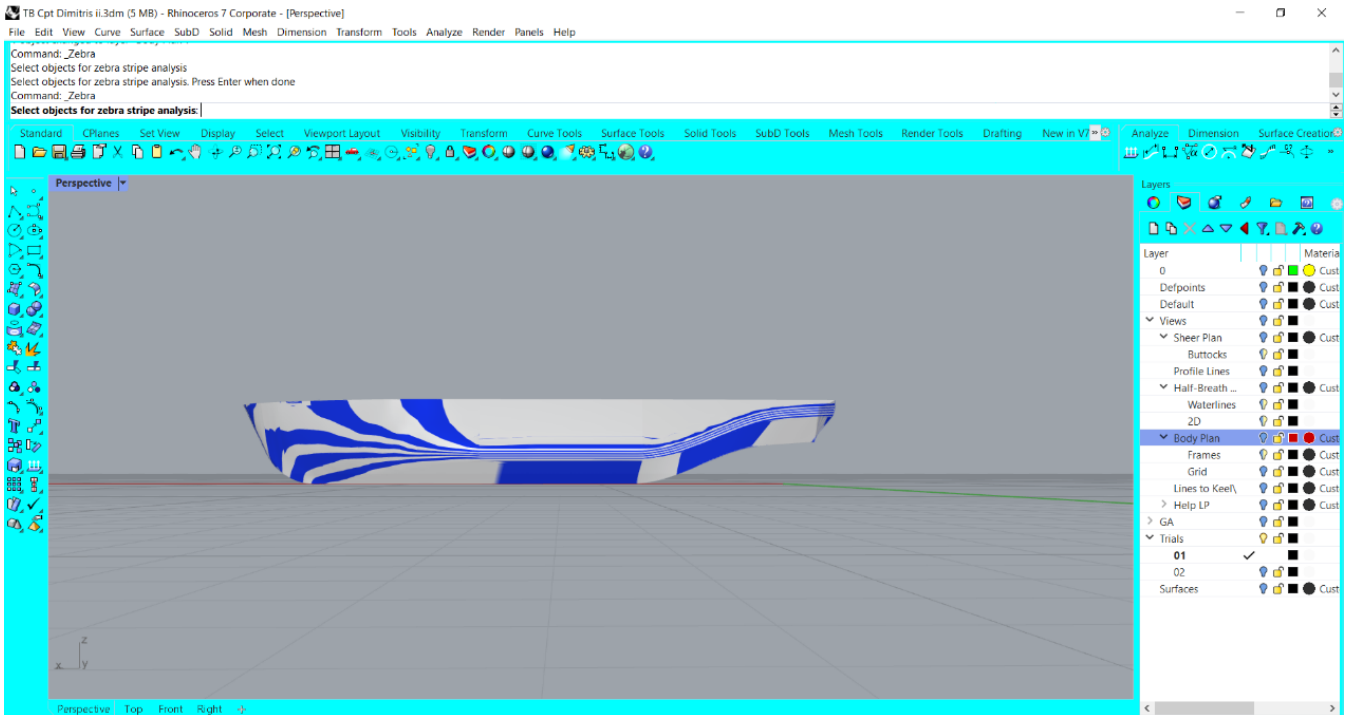 TB Cpt Dimitris ii.3dm (5 MB) - Rhinoceros 7 Corporate - [Perspective]
File Edit View Curve Surface SubD Solid Mesh Dimension Transform Tools Analyze Render Panels Help
Command: _Zebra
Select objects for zebra stripe analysis
Select objects for zebra stripe analysis. Press Enter when done
Command: _Zebra
Select objects for zebra stripe analysis:
Standard CPlanes Set View Display Select Viewport Layout Visibility Transform Curve Tools Surface Tools Solid Tools SubD Tools Mesh Tools Render Tools Drafting New in V7 » Analyze Dimension Surface Creation
Perspective
Layers
Layer Materia
0 Cust
Defpoints Cust
Default Cust
Views
Sheer Plan Cust
Buttocks
Profile Lines
Half-Breath ... Cust
Waterlines
2D
Body Plan Cust
Frames Cust
Grid Cust
Lines to Keel\ Cust
Help LP Cust
GA
Trials
01
02
Surfaces Cust
z
x y
Perspective Top Front Right